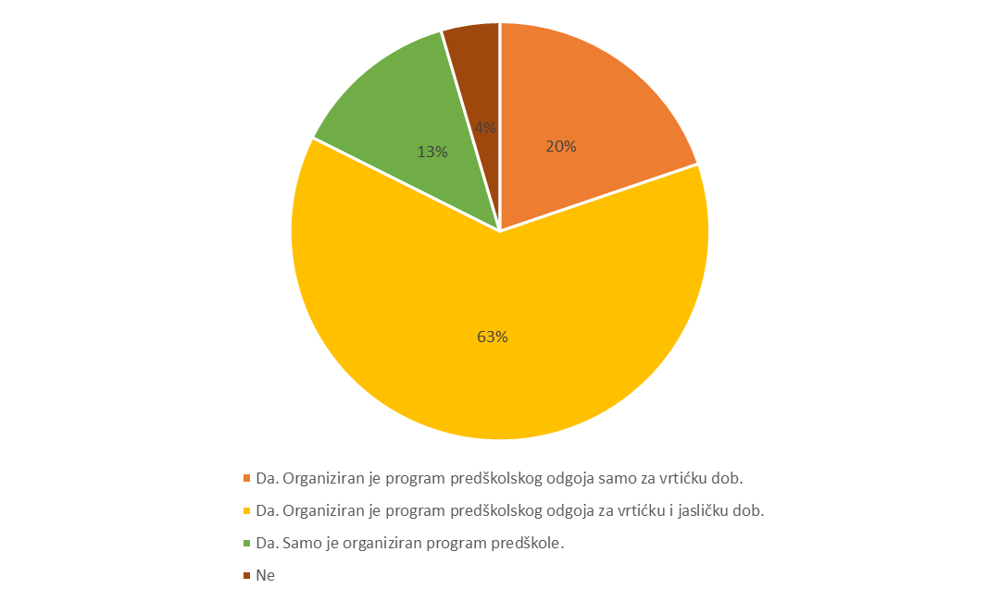 4%
20%
13%
63%
Da. Organiziran je program predškolskog odgoja samo za vrtićku dob.
Da. Organiziran je program predškolskog odgoja za vrtićku i jasličku dob.
Da. Samo je organiziran program predškole.
Ne